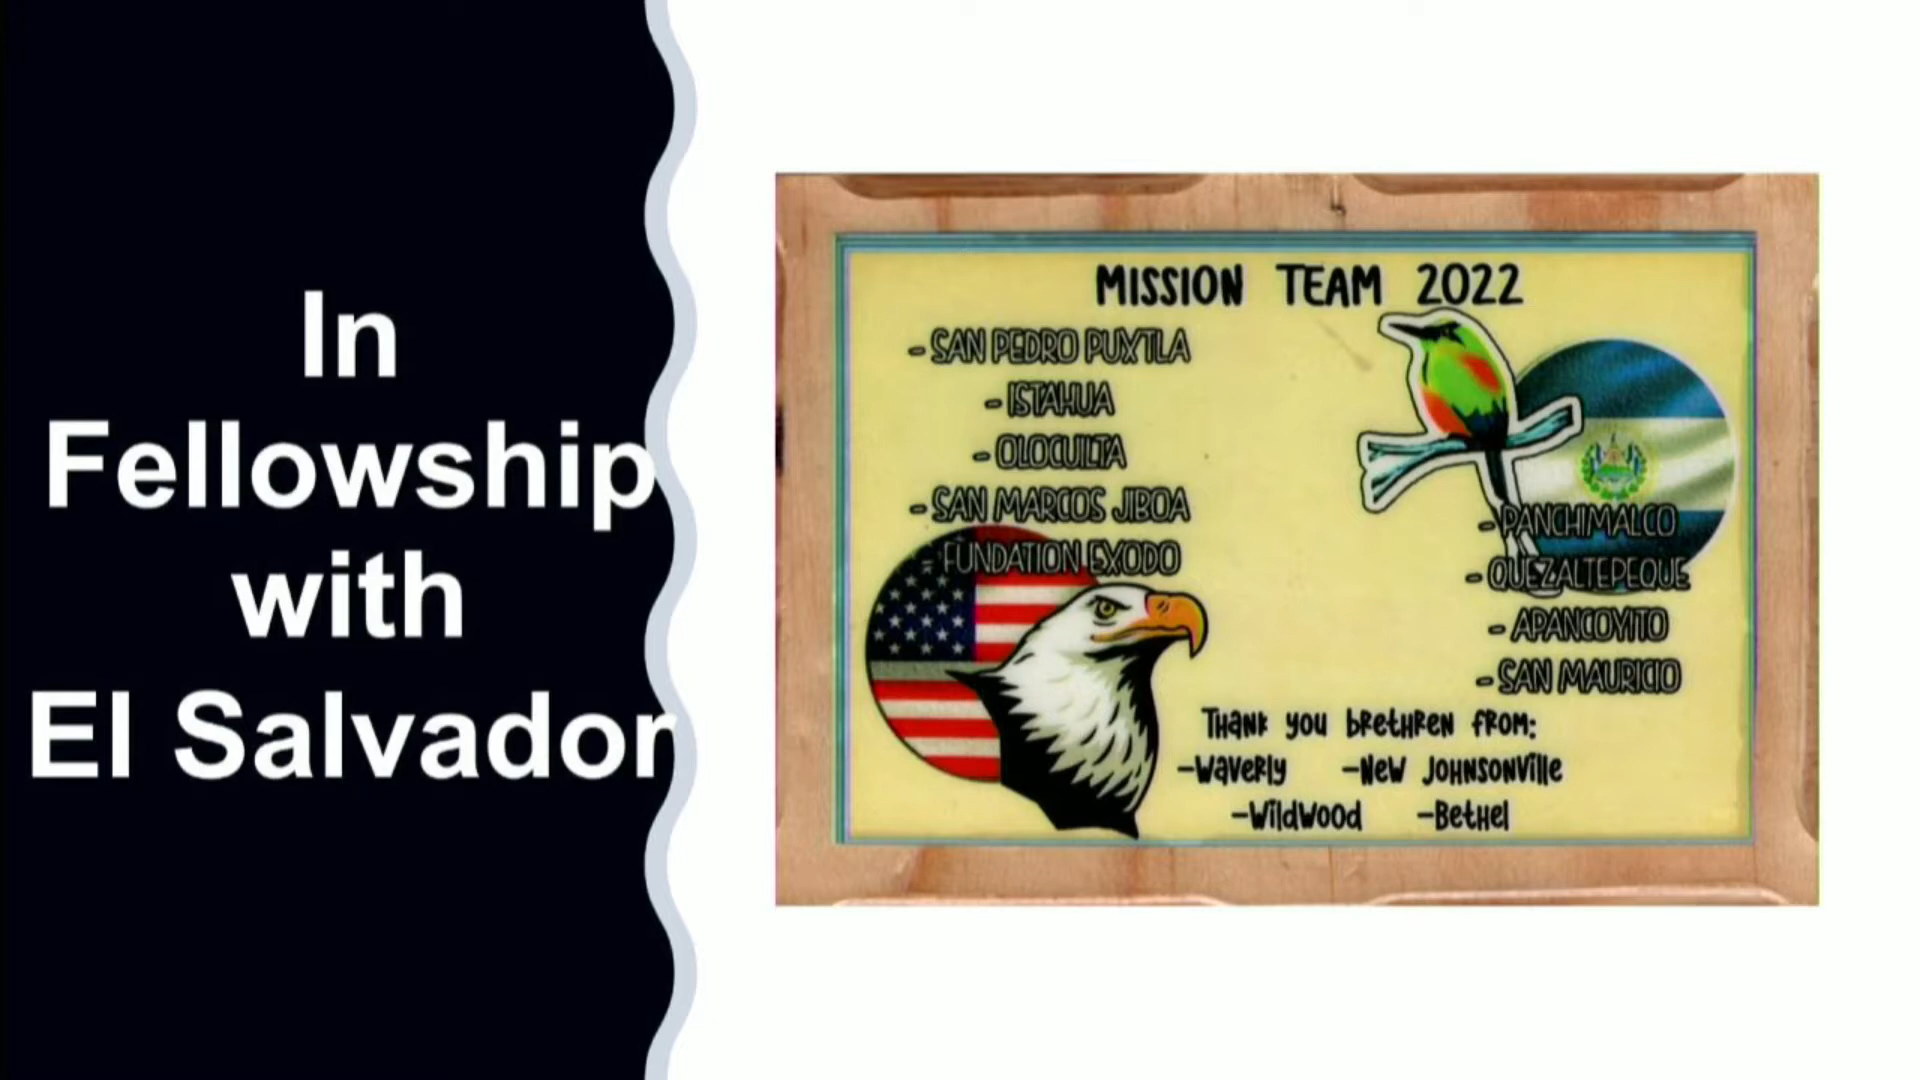 In
Fellowship
with
El Salvador
MISSION TEAM 2022
- SAN PEDRO PUXTLA
- ISTAHUA
- OLOCUILTA
- SAN MARCOS JIBOA
- FUNDATION EXODO
- PANCHIMALCO
- QUEZALTEPEQUE
- APANCOYITO
- SAN MAURICIO
THANK YOU BRETHREN FROM:
-WAVERLY -NEW JOHNSONVILLE
-WILDWOOD -BETHEL